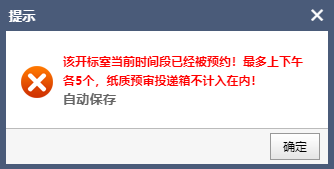 提示
该开标室当前时间段已经被预约！最多上下午
各5个，纸质预审投递箱不计入在内！
自动保存
确定